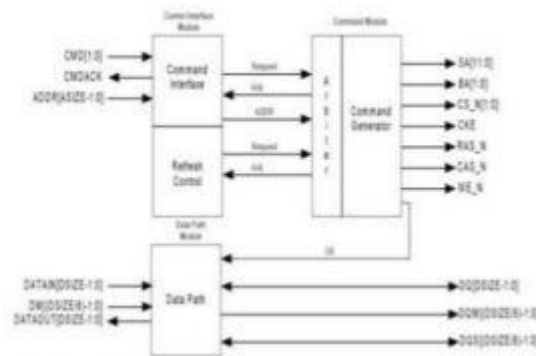 Control Interface
Module
Command Module
CMD[1:0]
CMDACK
ADDR[ASIZE-1:0]
Command
Interface
Refresh
Control
Request
Ack
ADDR
Request
Ack
Command
Generator
SA[11:0]
BA[1:0]
CS_N[1:0]
CKE
RAS_N
CAS_N
WE_N
Data Path
Module
OE
DATAIN[DSIZE-1:0]
DM[(DSIZE/8)-1:0]
DATAOUT[DSIZE-1:0]
Data Path
DQ[DSIZE-1:0]
DQM[(DSIZE/8)-1:0]
DQS[(DSIZE/8)-1:0]